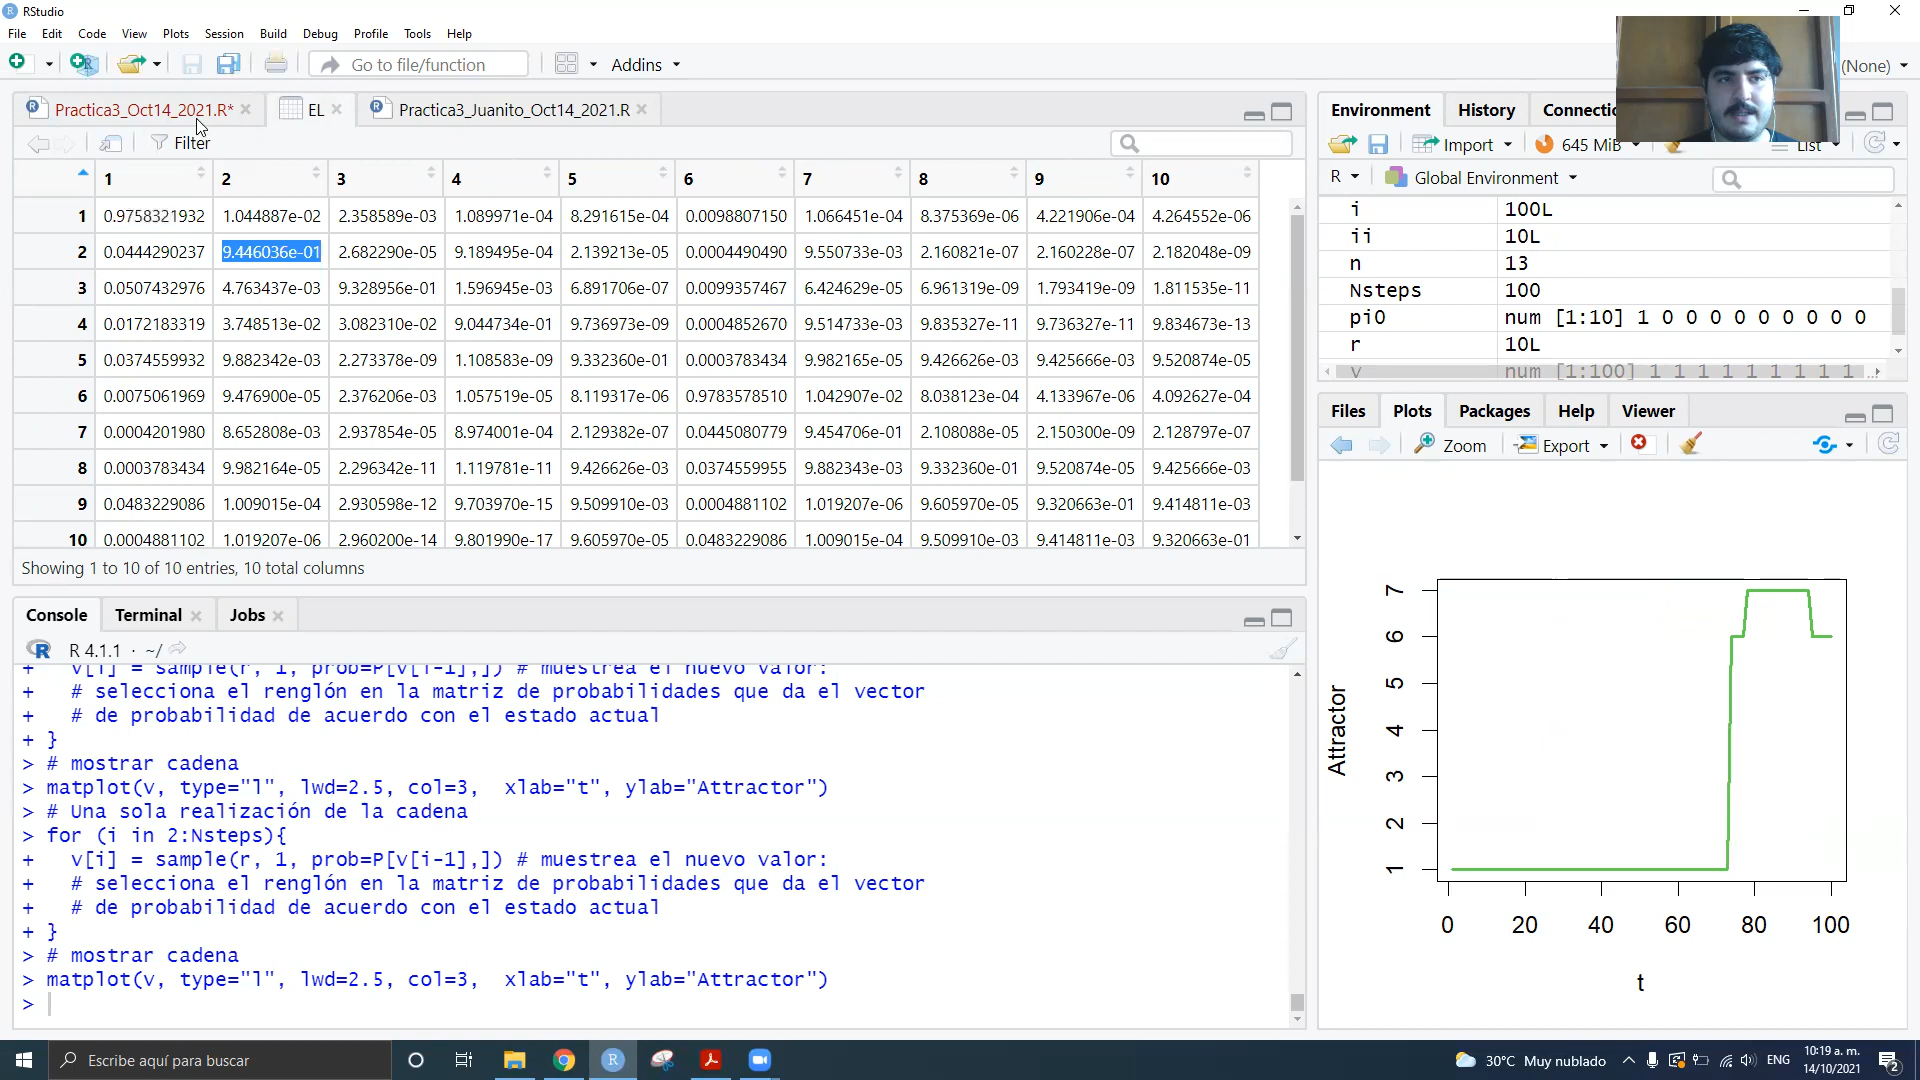 RStudio
File Edit Code View Plots Session Build Debug Profile Tools Help
Go to file/function Addins (None)
Practica3_Oct14_2021.R* EL Practica3_Juanito_Oct14_2021.R
Filter
1 2 3 4 5 6 7 8 9 10
1 0.9758321932 1.044887e-02 2.358589e-03 1.089971e-04 8.291615e-04 0.0098807150 1.066451e-04 8.375369e-06 4.221906e-04 4.264552e-06
2 0.0444290237 9.446036e-01 2.682290e-05 9.189495e-04 2.139213e-05 0.0004490490 9.550733e-03 2.160821e-07 2.160228e-07 2.182048e-09
3 0.0507432976 4.763437e-03 9.328956e-01 1.596945e-03 6.891706e-07 0.0099357467 6.424629e-05 6.961319e-09 1.793419e-09 1.811535e-11
4 0.0172183319 3.748513e-02 3.082310e-02 9.044734e-01 9.736973e-09 0.0004852670 9.514733e-03 9.835327e-11 9.736327e-11 9.834673e-13
5 0.0374559932 9.882342e-03 2.273378e-09 1.108583e-09 9.332360e-01 0.0003783434 9.982165e-05 9.426626e-03 9.425666e-03 9.520874e-05
6 0.0075061969 9.476905e-05 2.376206e-03 1.057519e-05 8.119317e-06 0.9783578510 1.042907e-02 8.038123e-04 4.133967e-06 4.092627e-04
7 0.0004201980 8.652808e-03 2.937854e-05 8.974001e-04 2.129382e-07 0.0445080779 9.454706e-01 2.108088e-05 2.150300e-09 2.128797e-07
8 0.0003783434 9.982164e-05 2.296342e-11 1.119781e-11 9.426626e-03 0.0374559955 9.882343e-03 9.332360e-01 9.520874e-05 9.425666e-03
9 0.0483229086 1.009015e-04 2.930598e-12 9.703970e-15 9.509910e-03 0.0004881102 1.019207e-06 9.605970e-05 9.320663e-01 9.414811e-03
10 0.0004881102 1.019207e-06 2.960200e-14 9.801990e-17 9.605970e-05 0.0483229086 1.009015e-04 9.509910e-03 9.414811e-03 9.320663e-01
Showing 1 to 10 of 10 entries, 10 total columns
Console Terminal Jobs
R 4.1.1 · ~/
+   v[i] = sample(r, 1, prob=P[v[i-1],]) # muestrea el nuevo valor:
+   # selecciona el renglón en la matriz de probabilidades que da el vector
+   # de probabilidad de acuerdo con el estado actual
+ }
> # mostrar cadena
> matplot(v, type="l", lwd=2.5, col=3,  xlab="t", ylab="Attractor")
> # Una sola realización de la cadena
> for (i in 2:Nsteps){
+   v[i] = sample(r, 1, prob=P[v[i-1],]) # muestrea el nuevo valor:
+   # selecciona el renglón en la matriz de probabilidades que da el vector
+   # de probabilidad de acuerdo con el estado actual
+ }
> # mostrar cadena
> matplot(v, type="l", lwd=2.5, col=3,  xlab="t", ylab="Attractor")
>
Environment History
Import 645 MiB List
R Global Environment
i 100L
ii 10L
n 13
Nsteps 100
pi0 num [1:10] 1 0 0 0 0 0 0 0 0 0
r 10L
v num [1:100] 1 1 1 1 1 1 1 1 1 ...
Files Plots Packages Help Viewer
Zoom Export
7
6
5
4
3
2
1
Attractor
0 20 40 60 80 100
t
Escribe aquí para buscar
30°C Muy nublado ENG 10:19 a. m.
14/10/2021
2